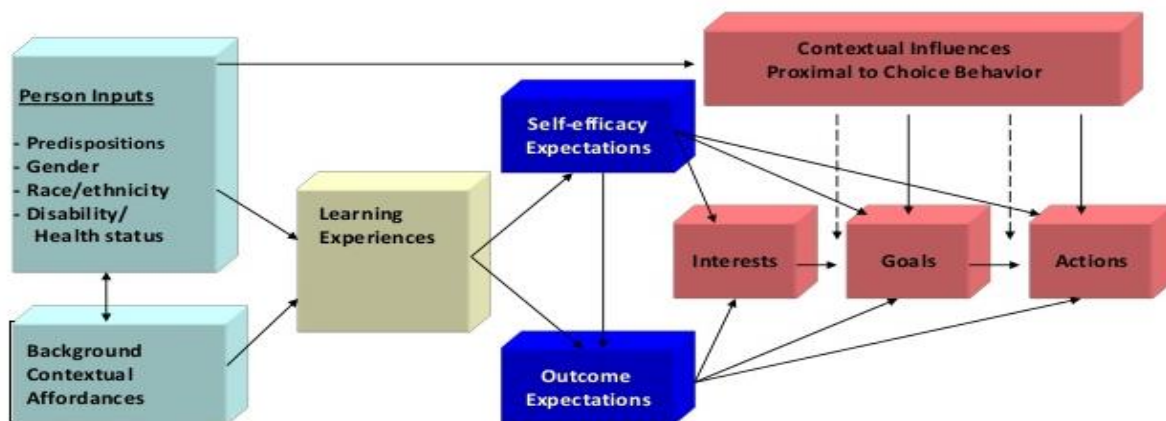 Person Inputs
- Predispositions
- Gender
- Race/ethnicity
- Disability/
Health status
Background
Contextual
Affordances
Learning
Experiences
Self-efficacy
Expectations
Outcome
Expectations
Contextual Influences
Proximal to Choice Behavior
Interests
Goals
Actions